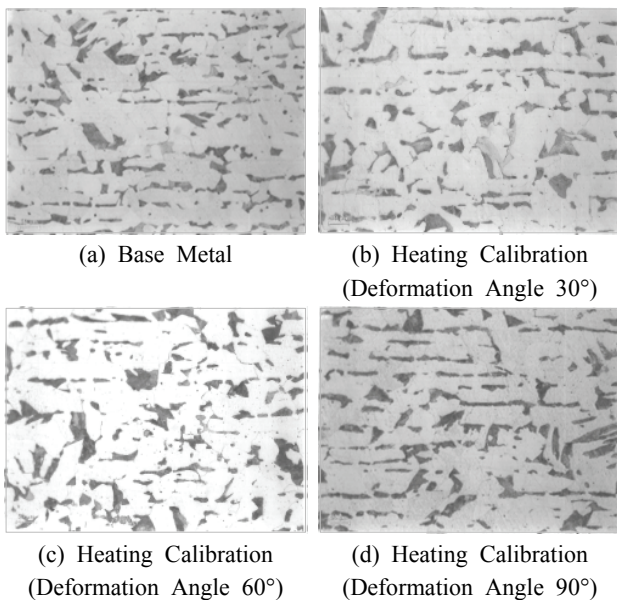 (a) Base Metal
(b) Heating Calibration
(Deformation Angle 30°)
(c) Heating Calibration
(Deformation Angle 60°)
(d) Heating Calibration
(Deformation Angle 90°)